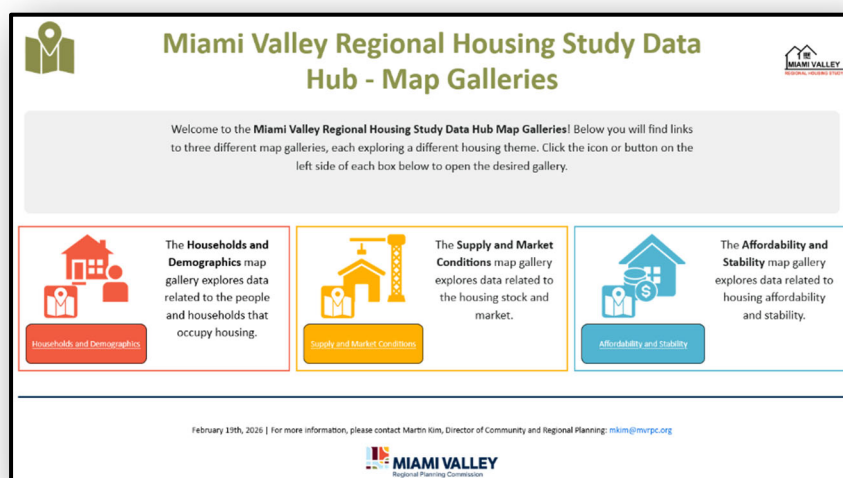 Miami Valley Regional Housing Study Data
Hub - Map Galleries
MIAMI VALLEY
REGIONAL HOUSING STUDY
Welcome to the Miami Valley Regional Housing Study Data Hub Map Galleries! Below you will find links
to three different map galleries, each exploring a different housing theme. Click the icon or button on the
left side of each box below to open the desired gallery.
The Households and
Demographics map
gallery explores data
related to the people
and households that
occupy housing.
Households and Demographics
The Supply and Market
Conditions map gallery
explores data related to
the housing stock and
market.
Supply and Market Conditions
The Affordability and
Stability map gallery
explores data related to
housing affordability
and stability.
Affordability and Stability
February 19th, 2026 | For more information, please contact Martin Kim, Director of Community and Regional Planning: mkim@mvrpc.org
MIAMI VALLEY
Regional Planning Commission